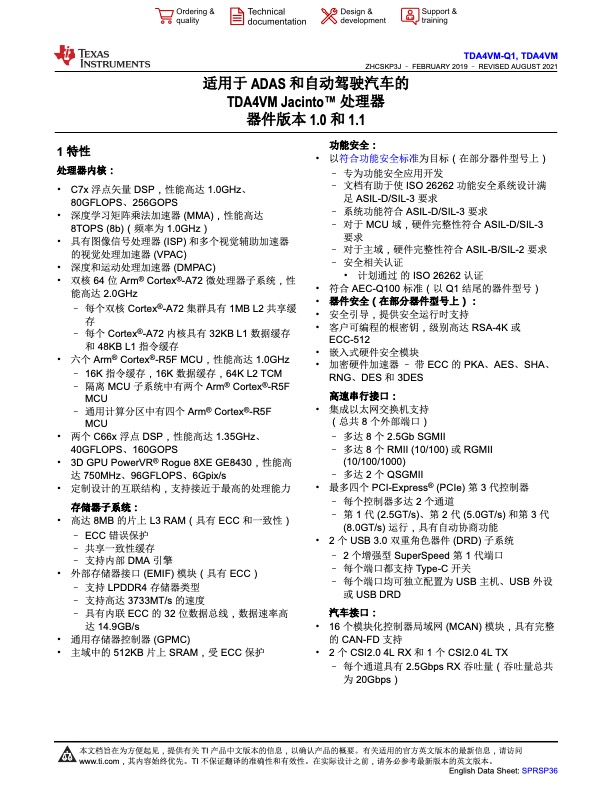 Ordering & quality
Technical documentation
Design & development
Support & training
TEXAS INSTRUMENTS
TDA4VM-Q1, TDA4VM
ZHCSKP3J – FEBRUARY 2019 – REVISED AUGUST 2021
适用于 ADAS 和自动驾驶汽车的
TDA4VM Jacinto™ 处理器
器件版本 1.0 和 1.1
1 特性
处理器内核：
• C7x 浮点矢量 DSP，性能高达 1.0GHz、
80GFLOPS、256GOPS
• 深度学习矩阵乘法加速器 (MMA)，性能高达
8TOPS (8b)（频率为 1.0GHz）
• 具有图像信号处理器 (ISP) 和多个视觉辅助加速器
的视觉处理加速器 (VPAC)
• 深度和运动处理加速器 (DMPAC)
• 双核 64 位 Arm® Cortex®-A72 微处理器子系统，性
能高达 2.0GHz
– 每个双核 Cortex®-A72 集群具有 1MB L2 共享缓
存
– 每个 Cortex®-A72 内核具有 32KB L1 数据缓存
和 48KB L1 指令缓存
• 六个 Arm® Cortex®-R5F MCU，性能高达 1.0GHz
– 16K 指令缓存，16K 数据缓存，64K L2 TCM
– 隔离 MCU 子系统中有两个 Arm® Cortex®-R5F
MCU
– 通用计算分区中有四个 Arm® Cortex®-R5F
MCU
• 两个 C66x 浮点 DSP，性能高达 1.35GHz、
40GFLOPS、160GOPS
• 3D GPU PowerVR® Rogue 8XE GE8430，性能高
达 750MHz、96GFLOPS、6Gpix/s
• 定制设计的互联结构，支持接近于最高的处理能力
存储器子系统：
• 高达 8MB 的片上 L3 RAM（具有 ECC 和一致性）
– ECC 错误保护
– 共享一致性缓存
– 支持内部 DMA 引擎
• 外部存储器接口 (EMIF) 模块（具有 ECC）
– 支持 LPDDR4 存储器类型
– 支持高达 3733MT/s 的速度
– 具有内联 ECC 的 32 位数据总线，数据速率高
达 14.9GB/s
• 通用存储器控制器 (GPMC)
• 主域中的 512KB 片上 SRAM，受 ECC 保护
功能安全：
• 以符合功能安全标准为目标（在部分器件型号上）
– 专为功能安全应用开发
– 文档有助于使 ISO 26262 功能安全系统设计满
足 ASIL-D/SIL-3 要求
– 系统功能符合 ASIL-D/SIL-3 要求
– 对于 MCU 域，硬件完整性符合 ASIL-D/SIL-3
要求
– 对于主域，硬件完整性符合 ASIL-B/SIL-2 要求
– 安全相关认证
• 计划通过 的 ISO 26262 认证
• 符合 AEC-Q100 标准（以 Q1 结尾的器件型号）
• 器件安全（在部分器件型号上）：
• 安全引导，提供安全运行时支持
• 客户可编程的根密钥，级别高达 RSA-4K 或
ECC-512
• 嵌入式硬件安全模块
• 加密硬件加速器 – 带 ECC 的 PKA、AES、SHA、
RNG、DES 和 3DES
高速串行接口：
• 集成以太网交换机支持
（总共 8 个外部端口）
– 多达 8 个 2.5Gb SGMII
– 多达 8 个 RMII (10/100) 或 RGMII
(10/100/1000)
– 多达 2 个 QSGMII
• 最多四个 PCI-Express® (PCIe) 第 3 代控制器
– 每个控制器多达 2 个通道
– 第 1 代 (2.5GT/s)、第 2 代 (5.0GT/s) 和第 3 代
(8.0GT/s) 运行，具有自动协商功能
• 2 个 USB 3.0 双重角色器件 (DRD) 子系统
– 2 个增强型 SuperSpeed 第 1 代端口
– 每个端口都支持 Type-C 开关
– 每个端口均可独立配置为 USB 主机、USB 外设
或 USB DRD
汽车接口：
• 16 个模块化控制器局域网 (MCAN) 模块，具有完整
的 CAN-FD 支持
• 2 个 CSI2.0 4L RX 和 1 个 CSI2.0 4L TX
– 每个通道具有 2.5Gbps RX 吞吐量（吞吐量总共
为 20Gbps）
本文档旨在为方便起见，提供有关 TI 产品中文版本的信息，以确认产品的概要。有关适用的官方英文版本的最新信息，请访问
www.ti.com，其内容始终优先。TI 不保证翻译的准确性和有效性。在实际设计之前，请务必参考最新版本的英文版本。
English Data Sheet: SPRSP36